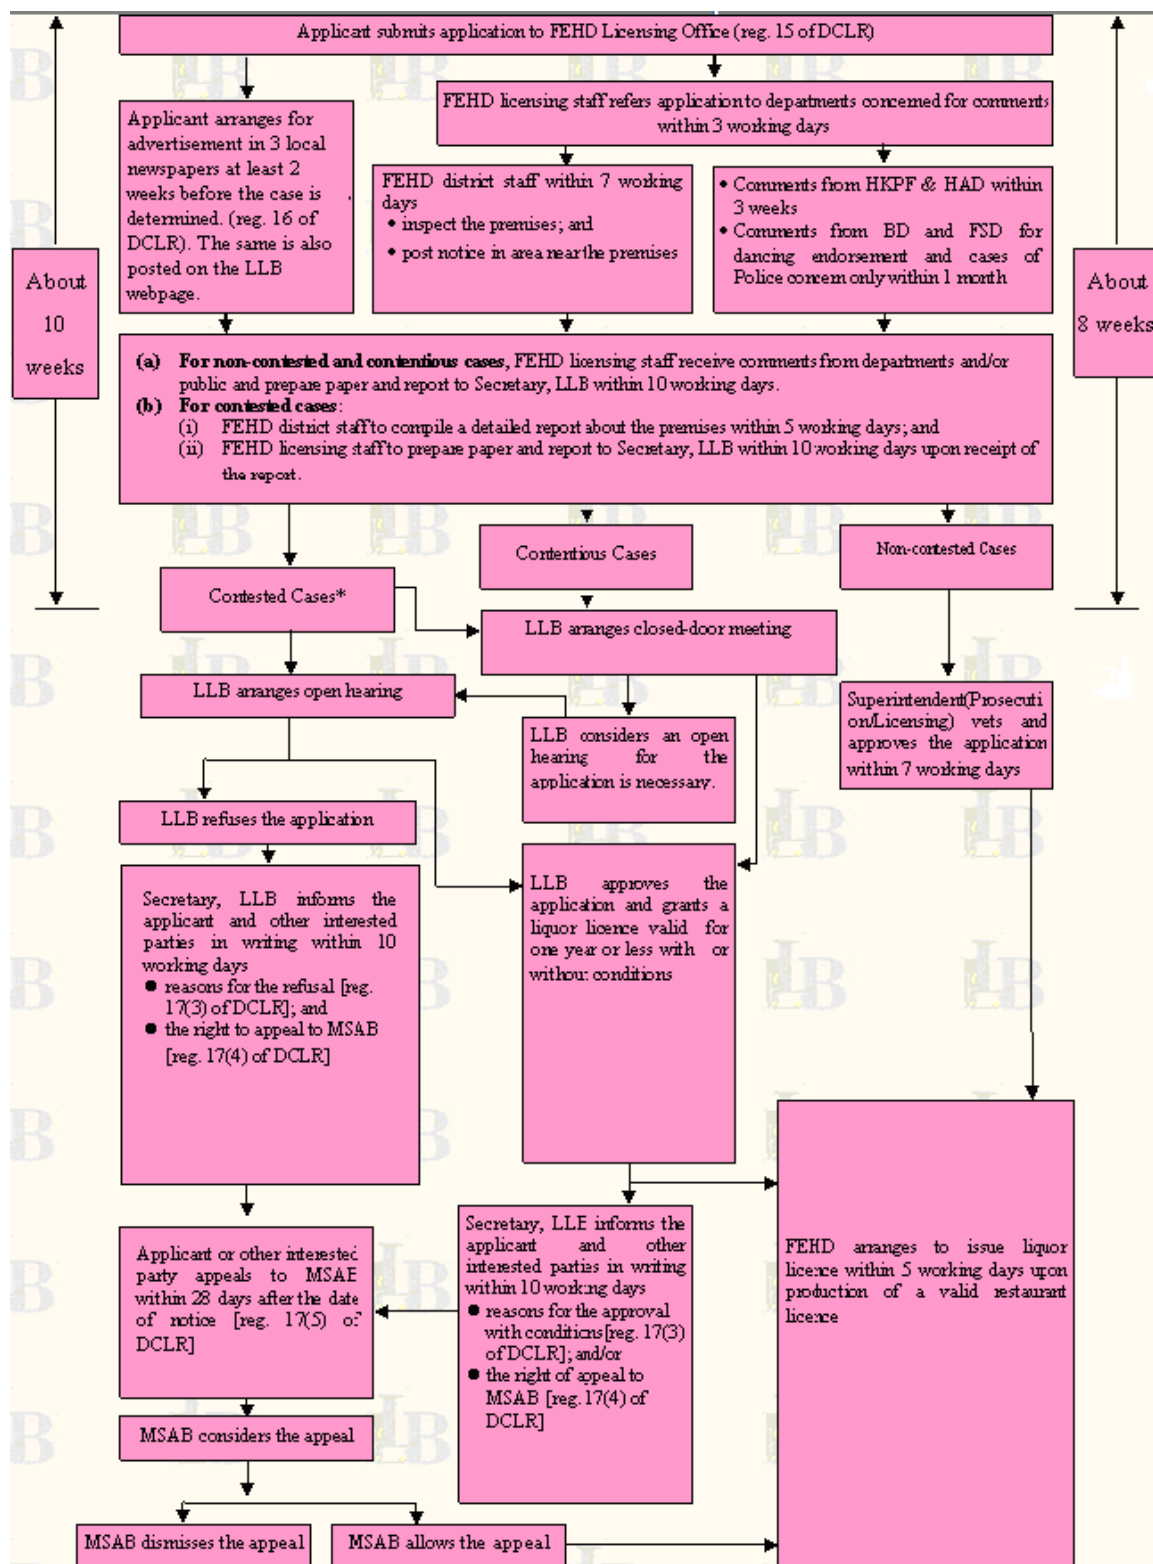 Applicant submits application to FEHD Licensing Office (reg. 15 of DCLR)
FEHD licensing staff refers application to departments concerned for comments
within 3 working days
Applicant arranges for
advertisement in 3 local
newspapers at least 2
weeks before the case is
determined. (reg. 16 of
DCLR). The same is also
posted on the LLB
webpage.
FEHD district staff within 7 working
days
• inspect the premises; and
• post notice in area near the premises
• Comments from HKPF & HAD within
3 weeks
• Comments from BD and FSD for
dancing endorsement and cases of
Police concern only within 1 month
About
10
weeks
About
8 weeks
(a) For non-contested and contentious cases, FEHD licensing staff receive comments from departments and/or
public and prepare paper and report to Secretary, LLB within 10 working days.
(b) For contested cases:
(i) FEHD district staff to compile a detailed report about the premises within 5 working days; and
(ii) FEHD licensing staff to prepare paper and report to Secretary, LLB within 10 working days upon receipt of
the report.
Contentious Cases
Non-contested Cases
Contested Cases*
LLB arranges closed-door meeting
LLB arranges open hearing
Superintendent(Prosecuti
on/Licensing) vets and
approves the application
within 7 working days
LLB considers an open
hearing for the
application is necessary.
LLB refuses the application
LLB approves the
application and grants a
liquor licence valid for
one year or less with or
without conditions
Secretary, LLB informs the
applicant and other interested
parties in writing within 10
working days
● reasons for the refusal [reg.
17(3) of DCLR]; and
● the right to appeal to MSAB
[reg. 17(4) of DCLR]
Applicant or other interested
party appeals to MSAB
within 28 days after the date
of notice [reg. 17(5) of
DCLR]
Secretary, LLB informs the
applicant and other
interested parties in writing
within 10 working days
● reasons for the approval
with conditions[reg. 17(3)
of DCLR]; and/or
● the right of appeal to
MSAB [reg. 17(4) of
DCLR]
FEHD arranges to issue liquor
licence within 5 working days upon
production of a valid restaurant
licence
MSAB considers the appeal
MSAB dismisses the appeal
MSAB allows the appeal